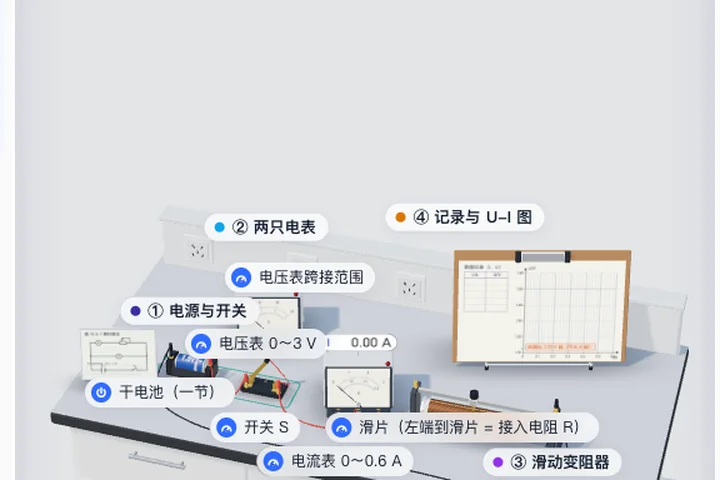 ④ 记录与 U–I 图
② 两只电表
电压表跨接范围
① 电源与开关
电压表 0～3 V
0.00 A
干电池（一节）
开关 S
滑片（左端到滑片 = 接入电阻 R）
电流表 0～0.6 A
③ 滑动变阻器